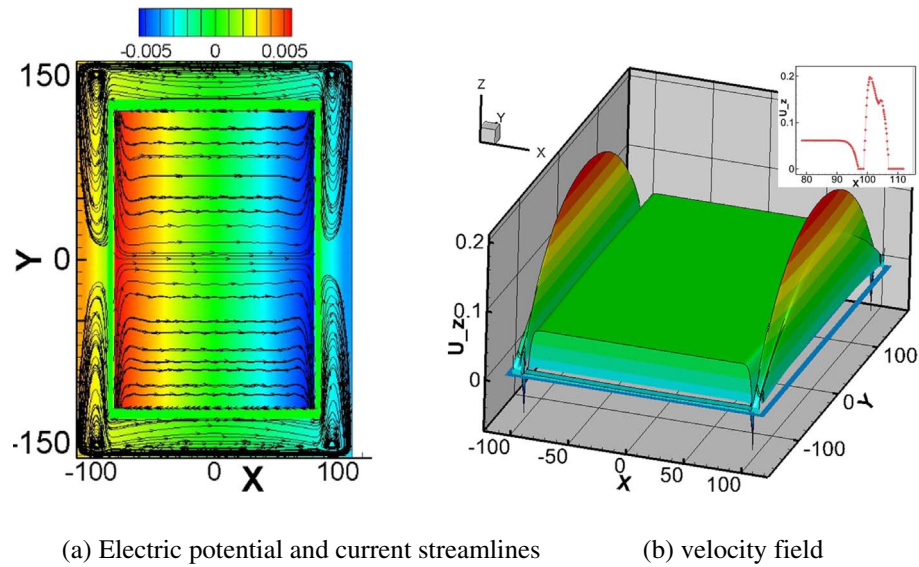 -0.005 0 0.005
150
Y
0
-150
-100 0 100
X
Z
Y
X
0.2
0.1
0
U_z
-100 -50 0 50 100
X
-100 0 100
Y
0.2
0.1
0
U_z
80 90 100 110
X
(a) Electric potential and current streamlines
(b) velocity field